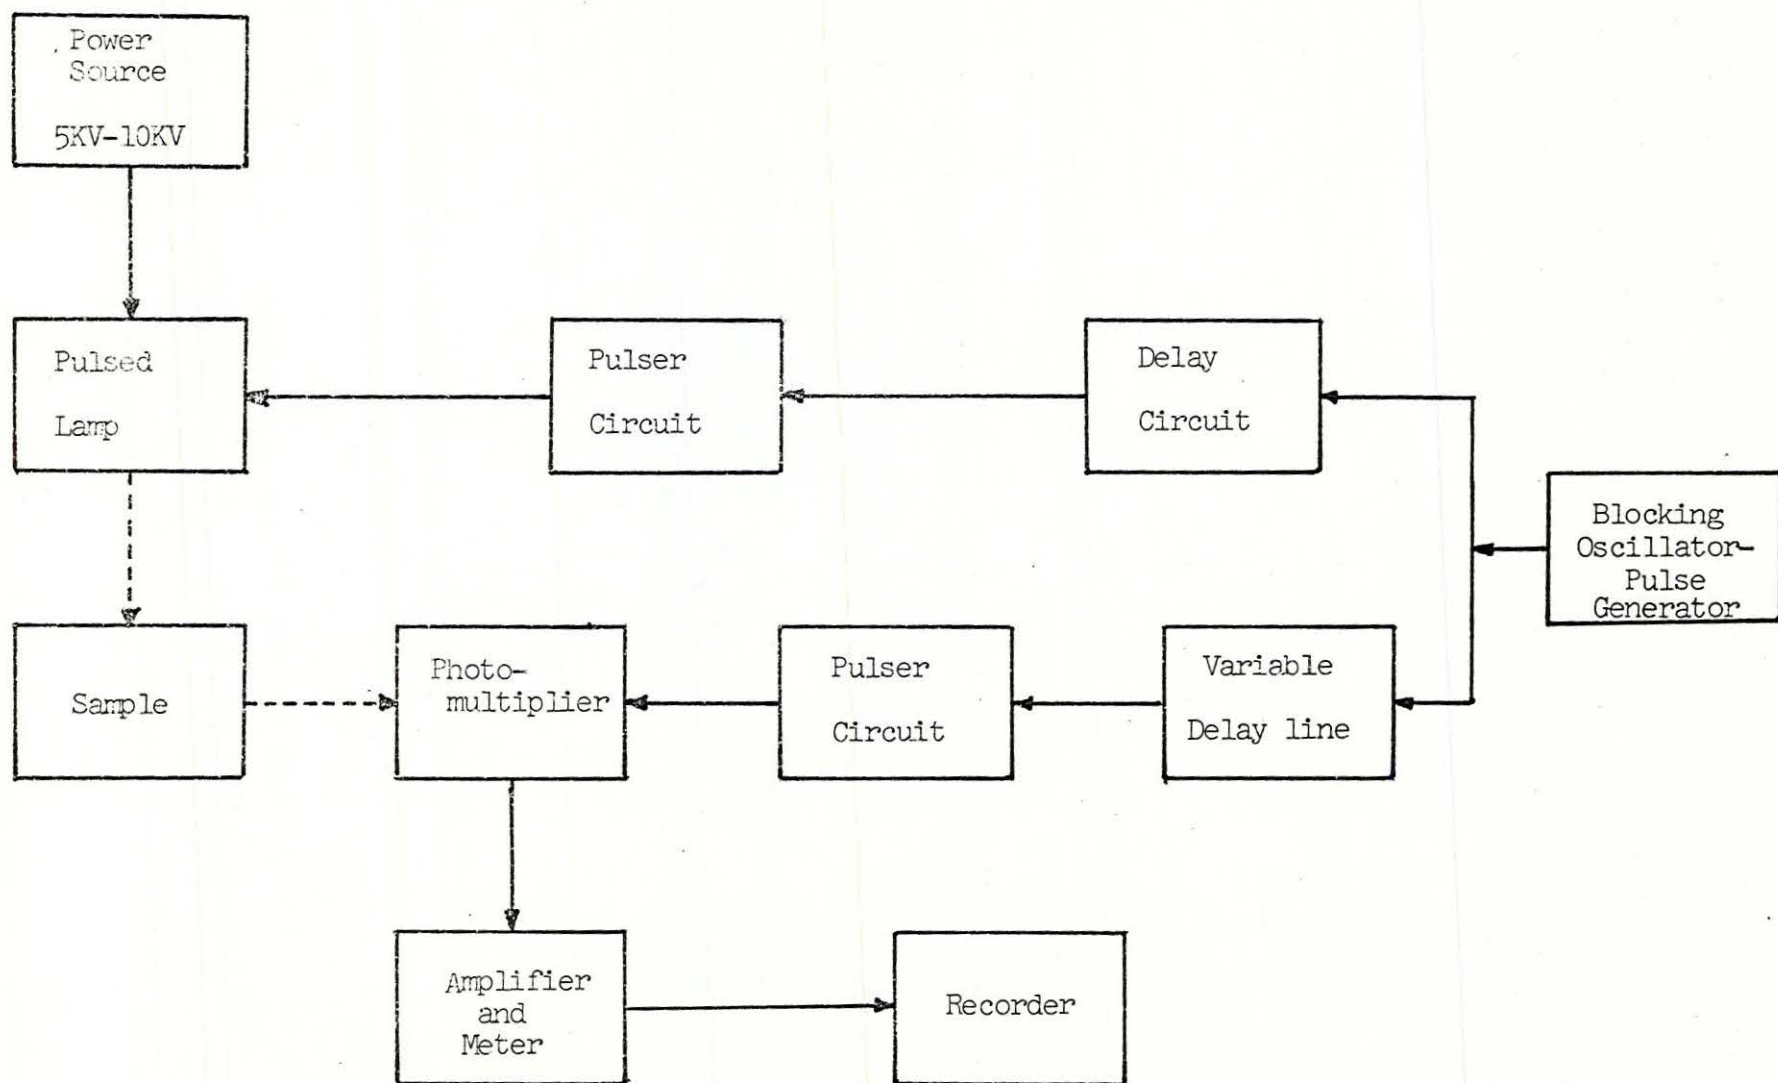 Power
Source
5KV-10KV
Pulsed
Lamp
Pulser
Circuit
Delay
Circuit
Blocking
Oscillator-
Pulse
Generator
Sample
Photo-
multiplier
Pulser
Circuit
Variable
Delay line
Amplifier
and
Meter
Recorder